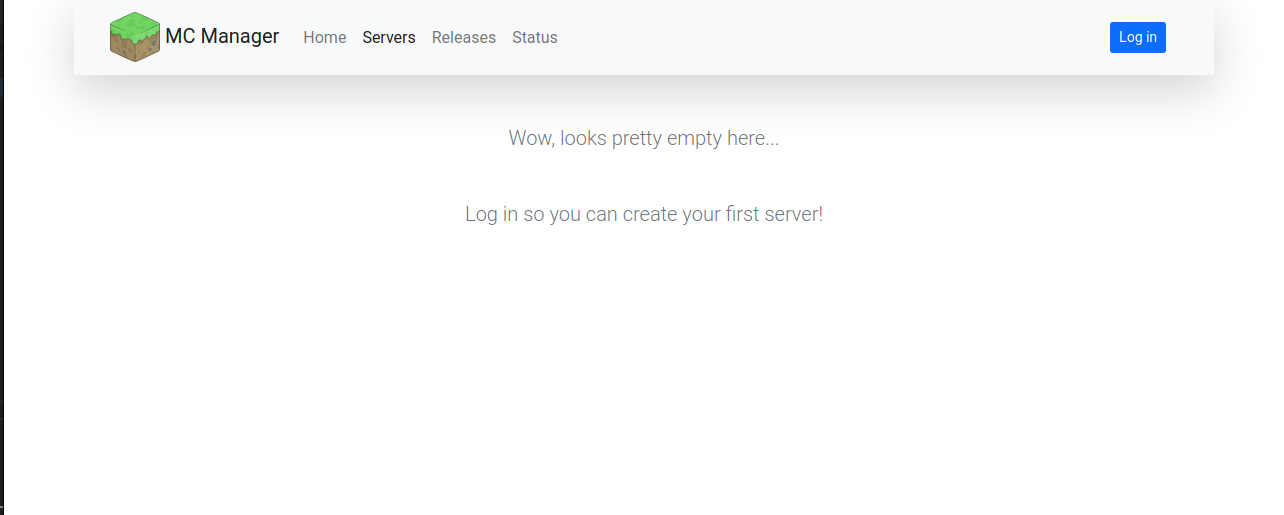 MC Manager Home Servers Releases Status Log in
Wow, looks pretty empty here...
Log in so you can create your first server!